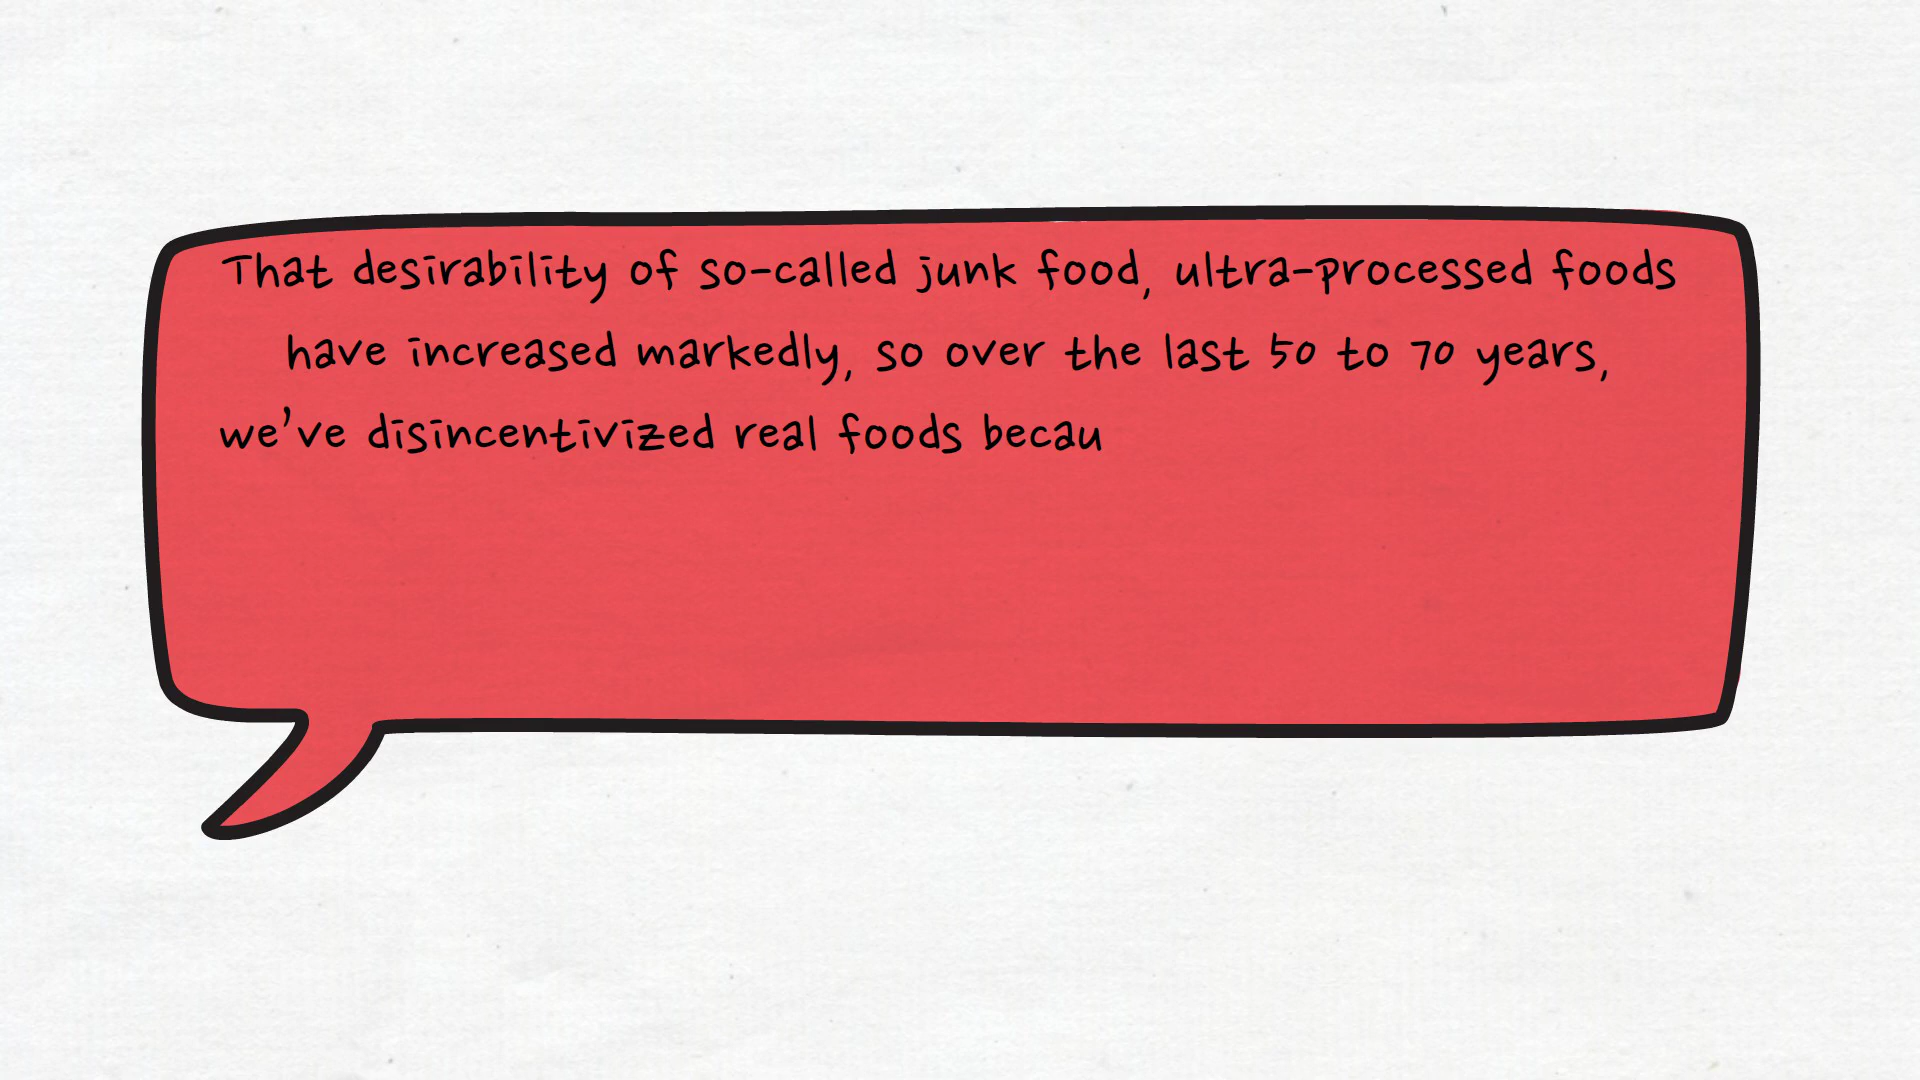 That desirability of so-called junk food, ultra-processed foods
have increased markedly, so over the last 50 to 70 years,
we've disincentivized real foods becau